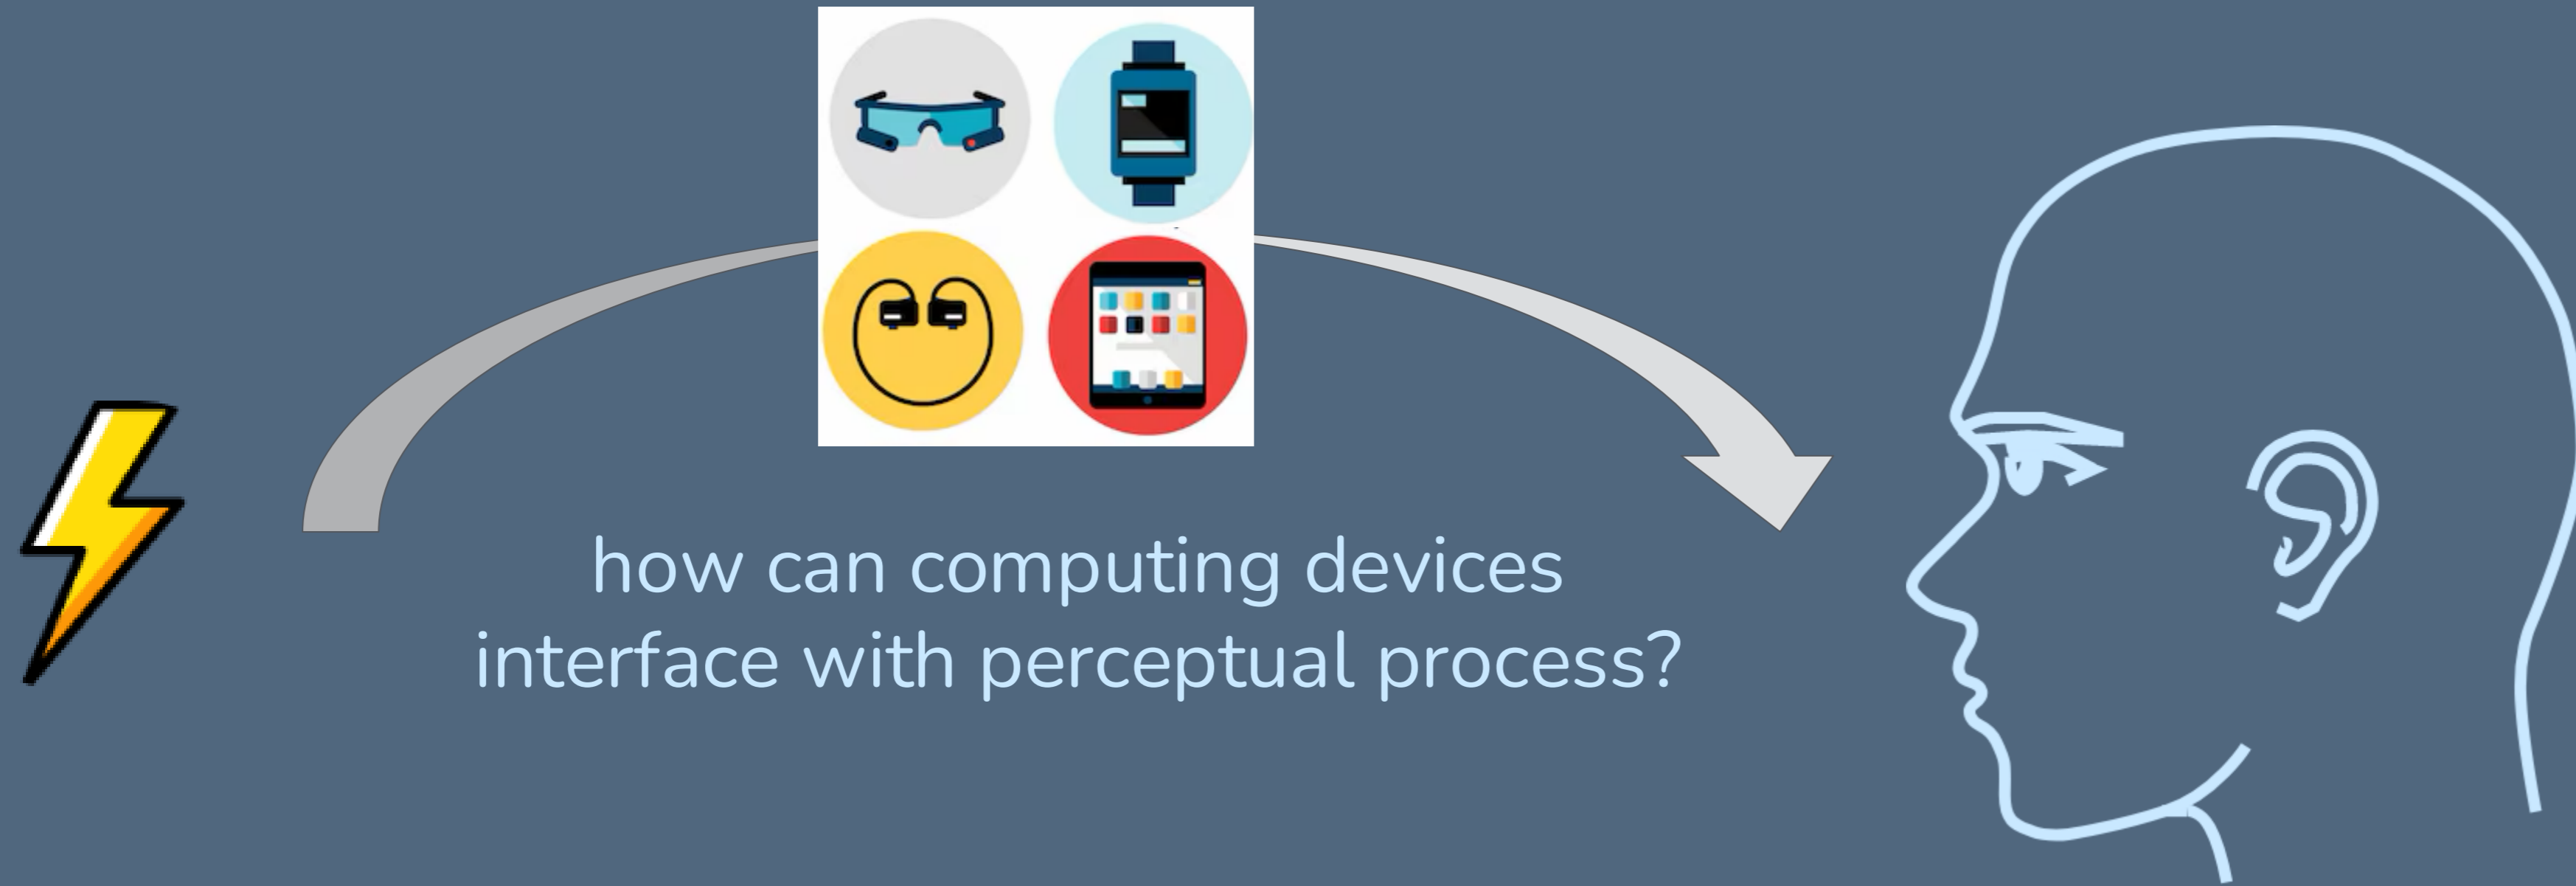 how can computing devices
interface with perceptual process?